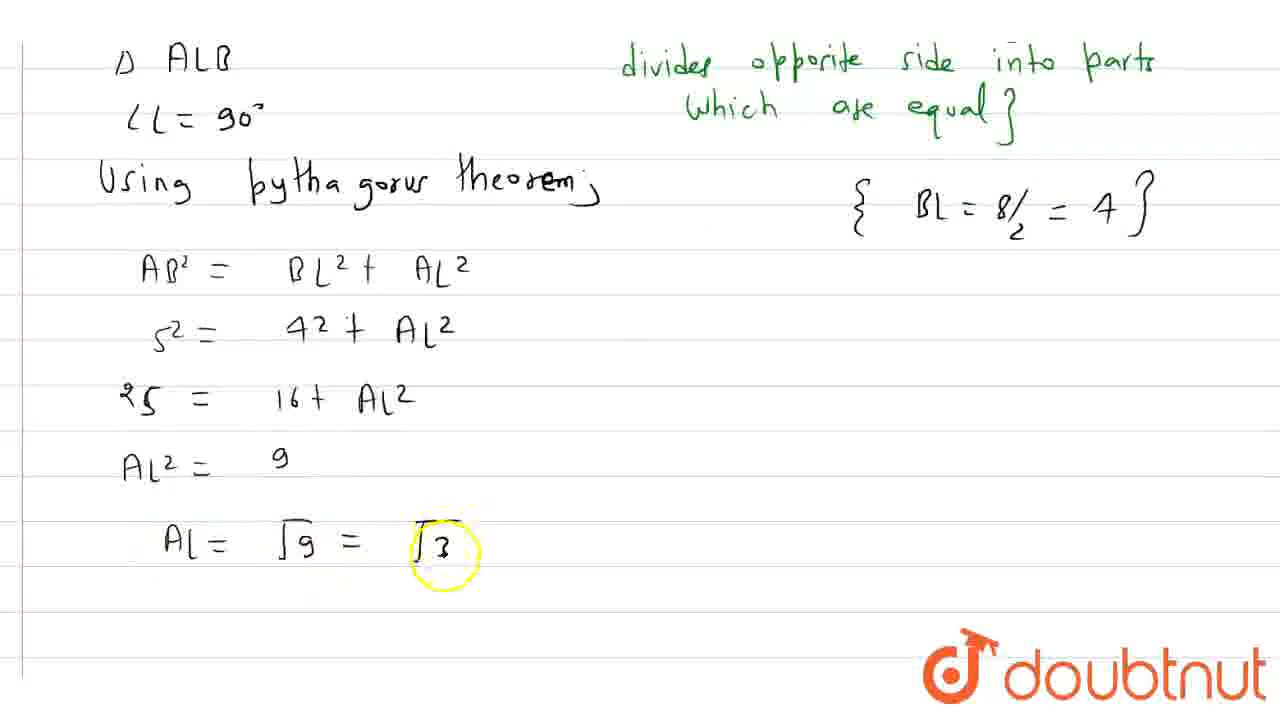 Δ ALB
∠L = 90°
Using pythagorus theorem;
AB² = BL² + AL²
5² = 4² + AL²
25 = 16 + AL²
AL² = 9
AL = √9 = √3
divides opposite side into parts
which are equal}
{ BL = 8/2 = 4 }
doubtnut